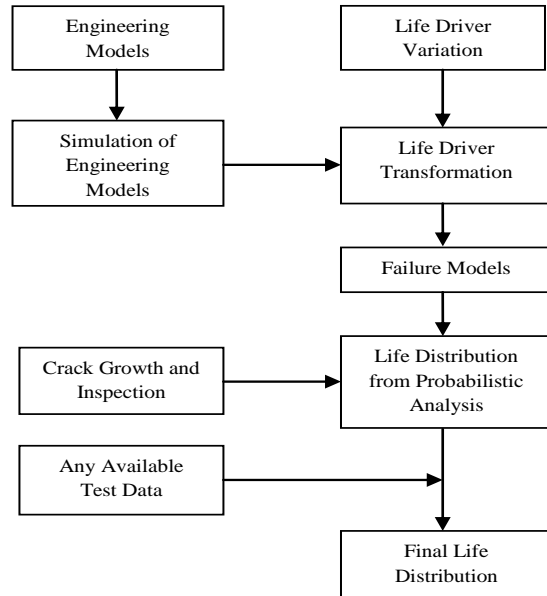 Engineering
Models
Life Driver
Variation
Simulation of
Engineering
Models
Life Driver
Transformation
Failure Models
Crack Growth and
Inspection
Life Distribution
from Probabilistic
Analysis
Any Available
Test Data
Final Life
Distribution